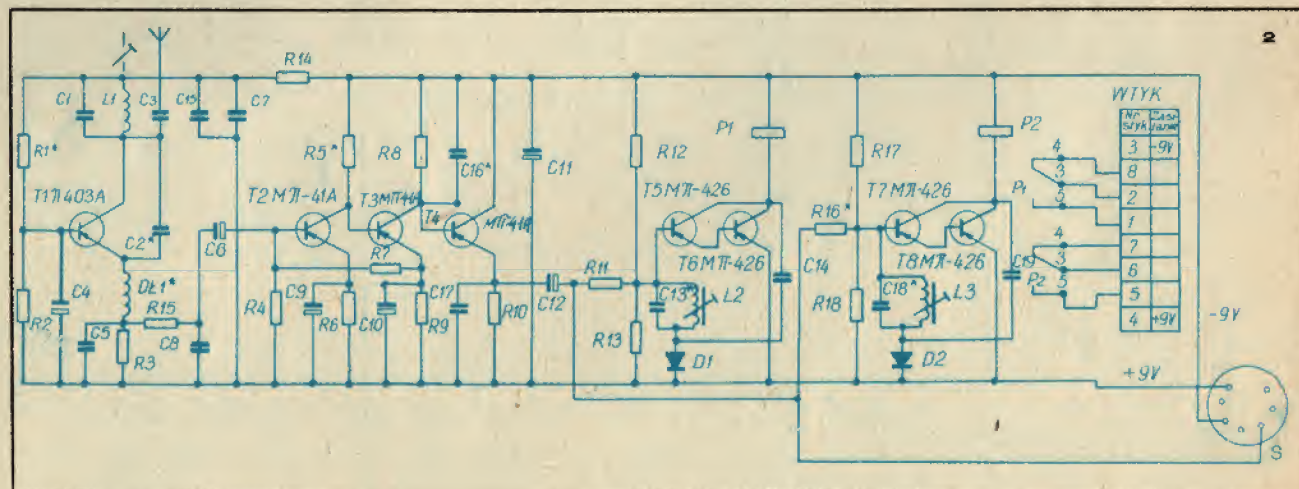 2
R14
C1
L1
C3
C15
C7
R1*
T1П403A
C2*
R2
C4
DŁ1*
C5
R15
R3
C8
C6
T2MП-41A
R5*
R8
C16*
C11
R4
R7
C9
R6
C10
C17
R9
T4
R10
C12
R11
R12
R13
T5MП-426
T6MП-426
P1
C14
C13*
L2
D1
R16*
R17
R18
T7MП-426
T8MП-426
P2
C19
C18*
L3
D2
WTYK
Nr styk
3 -9V
8
2
1
7
6
5
4 +9V
4
3
5
P1
4
3
5
P2
-9V
+9V
S